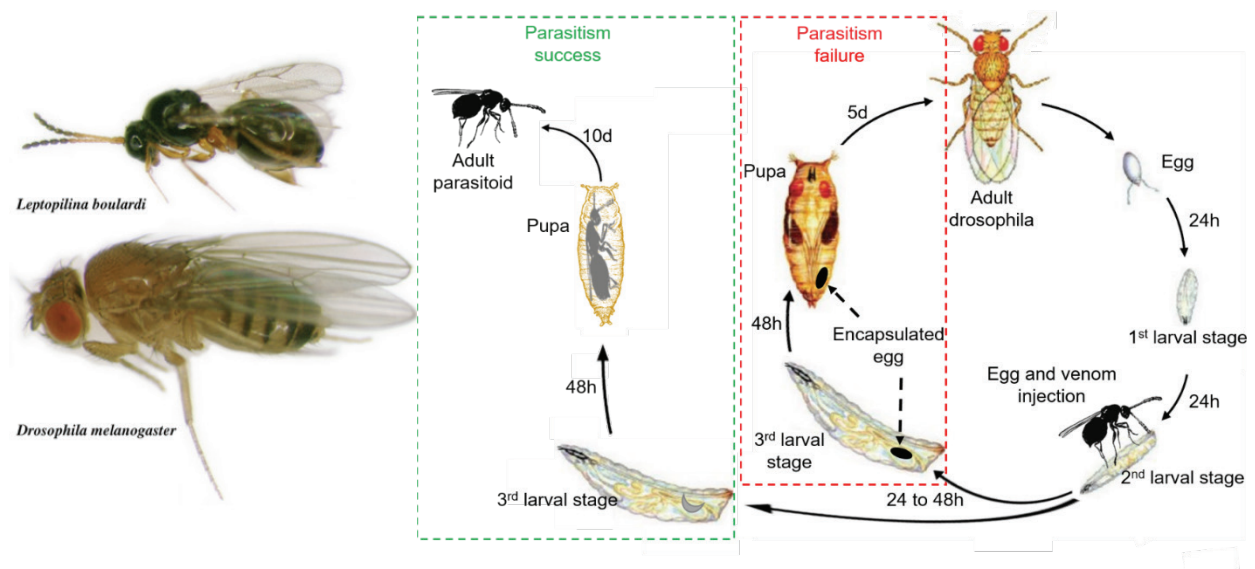 Leptopilina boulardi
Drosophila melanogaster
Parasitism
success
Adult
parasitoid
10d
Pupa
48h
3rd larval stage
Parasitism
failure
Pupa
5d
48h
Encapsulated
egg
3rd larval
stage
24 to 48h
Adult
drosophila
Egg
24h
1st larval stage
24h
Egg and venom
injection
2nd larval stage